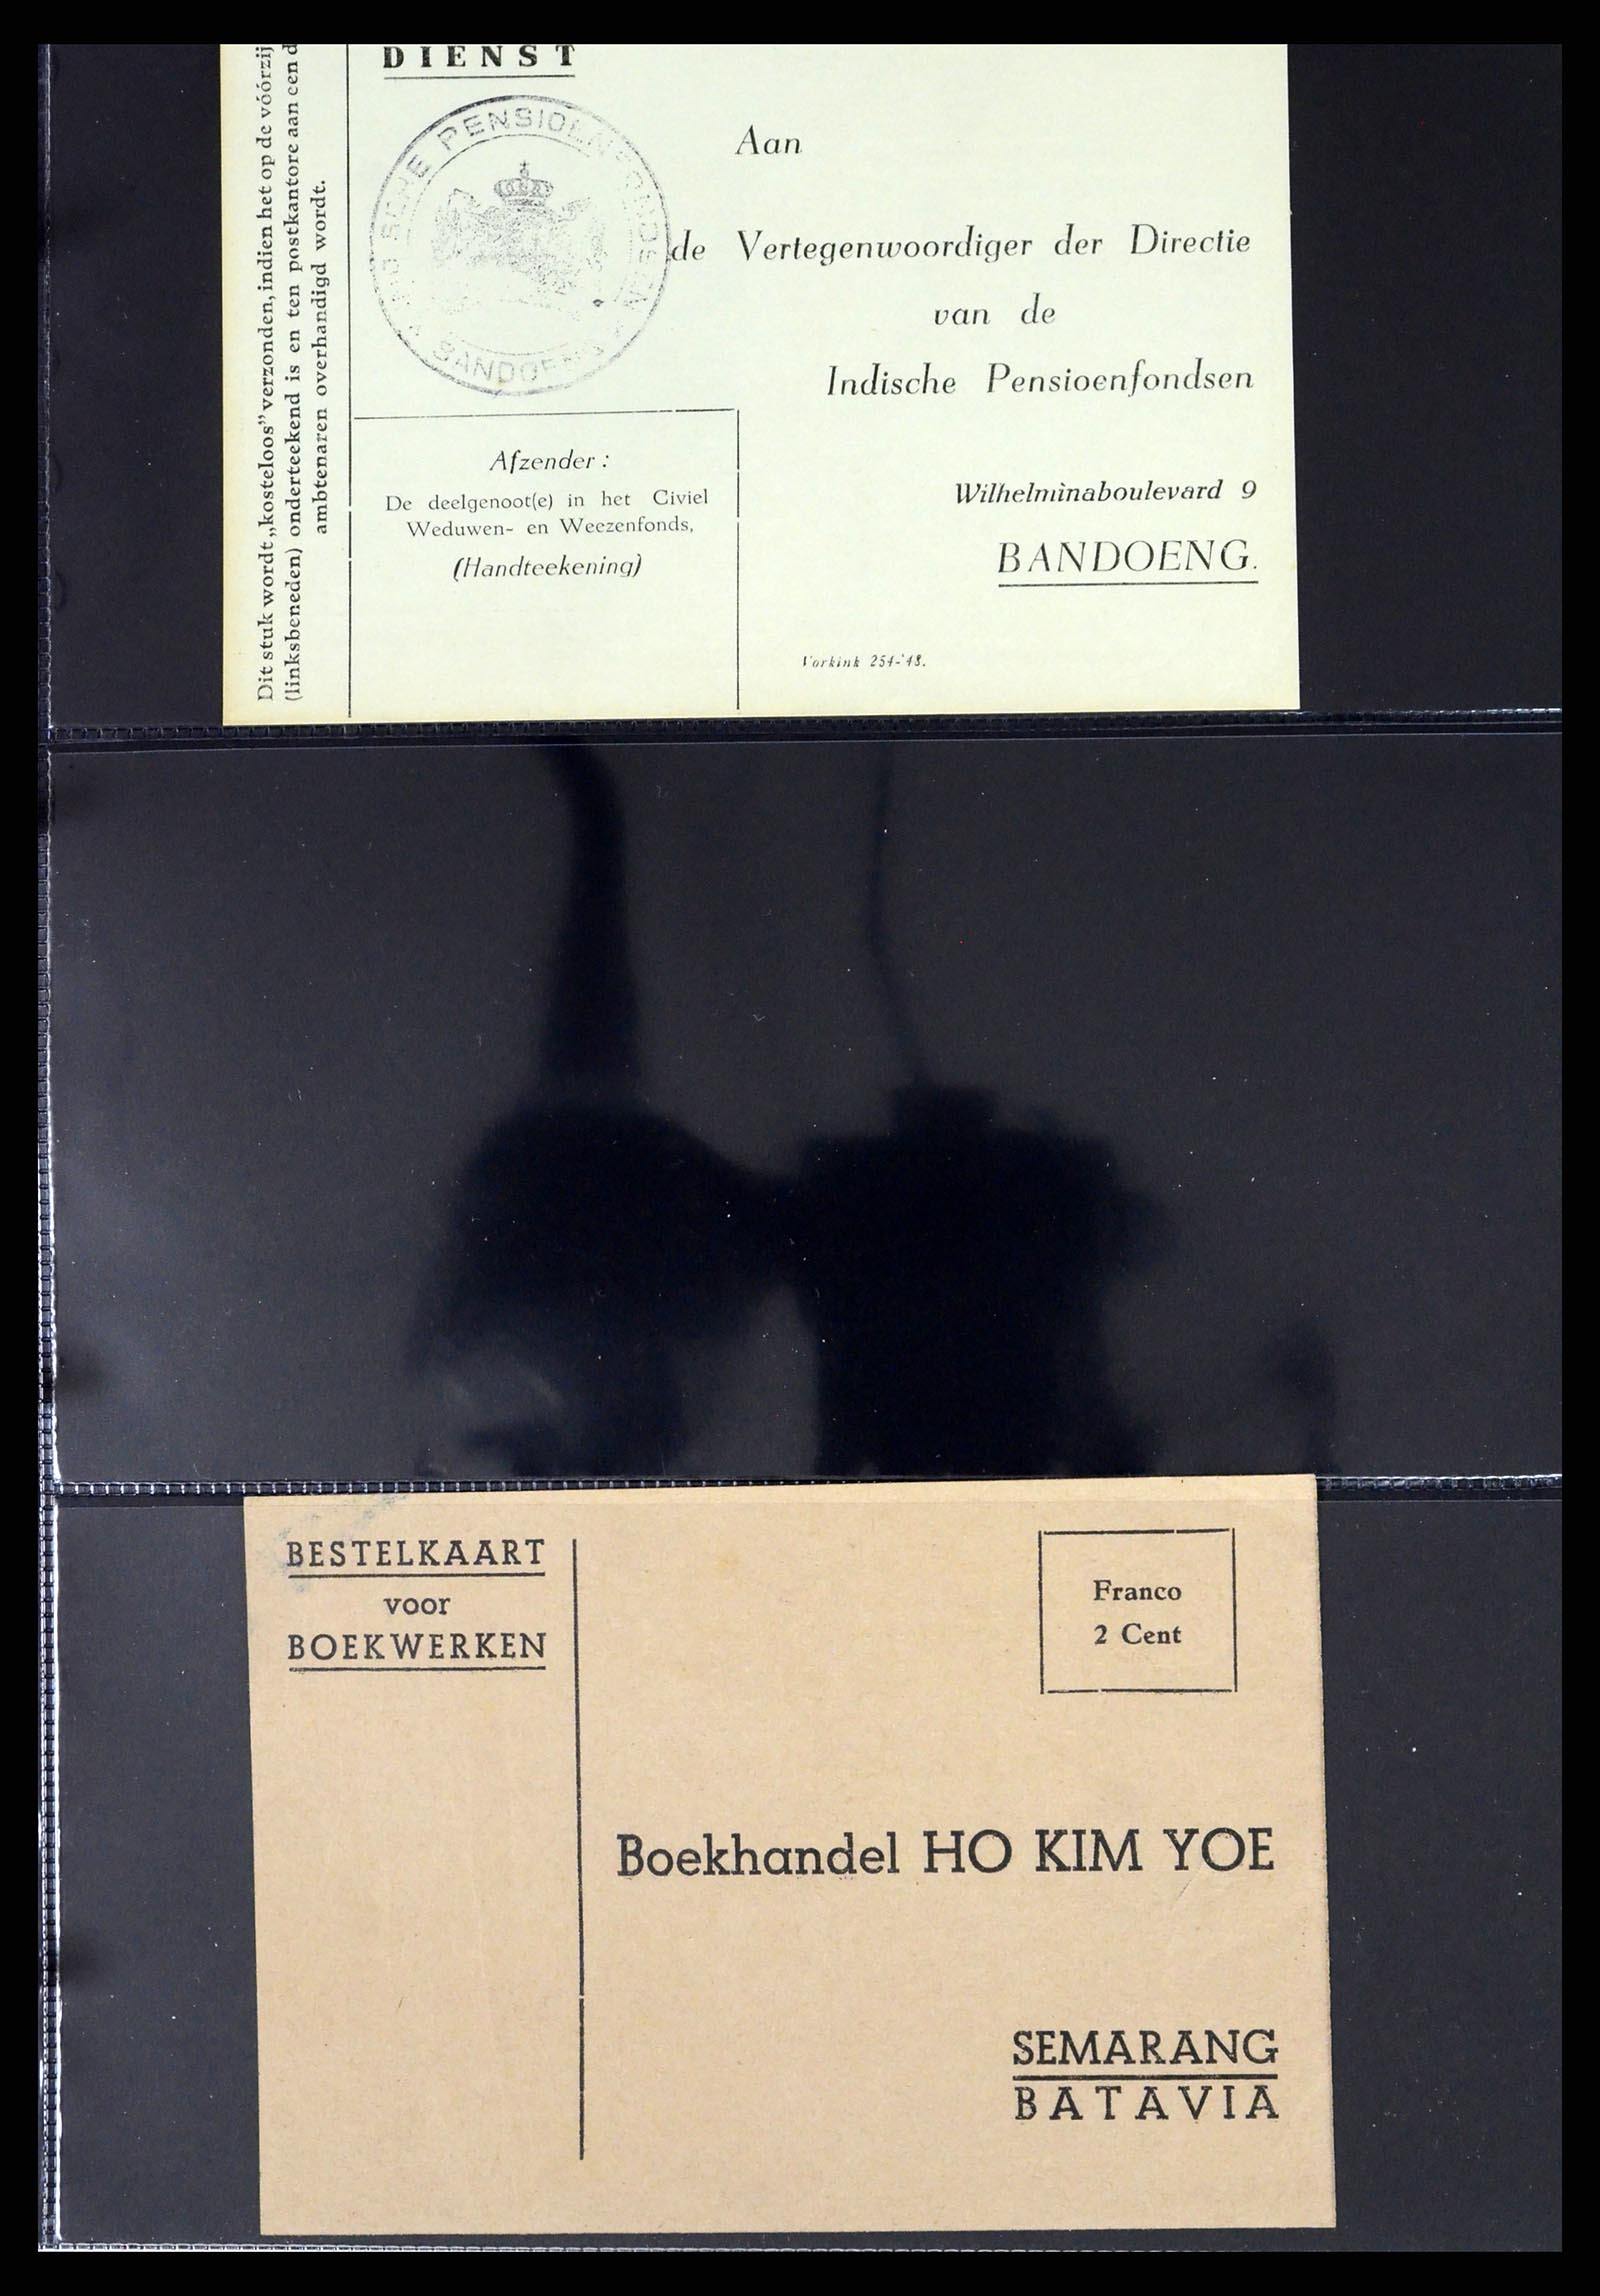 DIENST
Dit stuk wordt „kosteloos” verzonden, indien het op de vóórzij
(linksbeneden) onderteekend is en ten postkantore aan een d
ambtenaren overhandigd wordt.
PENSIOEN
BANDOENG
Aan
de Vertegenwoordiger der Directie
van de
Indische Pensioenfondsen
Wilhelminaboulevard 9
BANDOENG.
Afzender :
De deelgenoot(e) in het Civiel
Weduwen- en Weezenfonds,
(Handteekening)
Vorkink 254-'48.
BESTELKAART
voor
BOEKWERKEN
Franco
2 Cent
Boekhandel HO KIM YOE
SEMARANG
BATAVIA